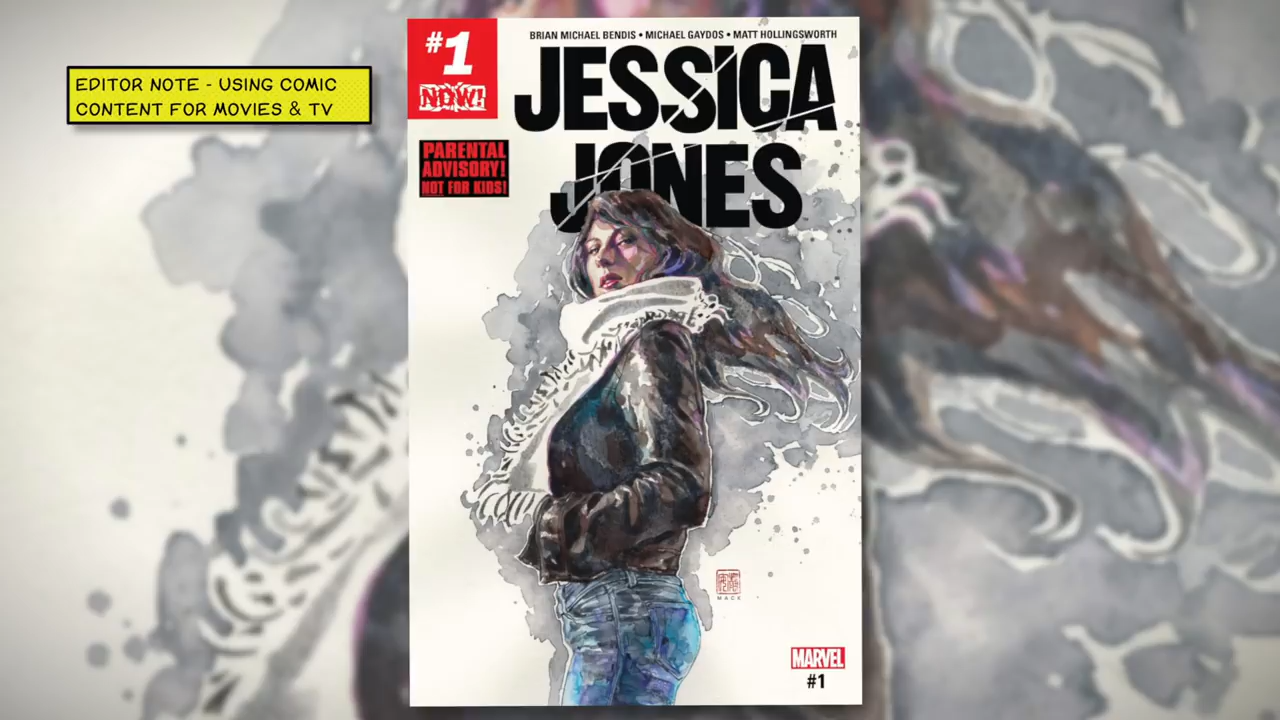 EDITOR NOTE - USING COMIC
CONTENT FOR MOVIES & TV
#1
NOW!
PARENTAL
ADVISORY!
NOT FOR KIDS!
BRIAN MICHAEL BENDIS • MICHAEL GAYDOS • MATT HOLLINGSWORTH
JESSICA
JONES
MACK
MARVEL
#1